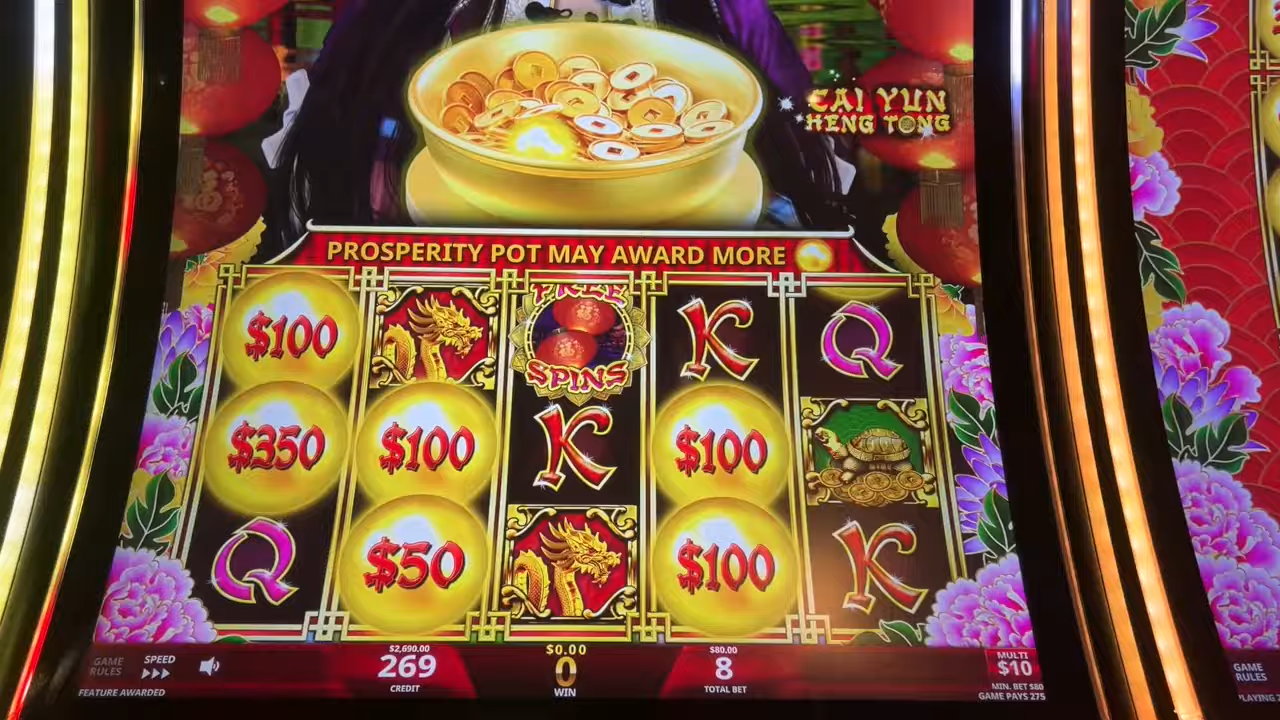 CAI YUN
HENG TONG
PROSPERITY POT MAY AWARD MORE
$100
FREE
SPINS
K
Q
$350
$100
K
$100
Q
$50
$100
K
GAME
RULES
SPEED
FEATURE AWARDED
$2,690.00
269
CREDIT
$0.00
0
WIN
$80.00
8
TOTAL BET
MULTI
$10
MIN. BET $80
GAME PAYS 275
GAME
RULES